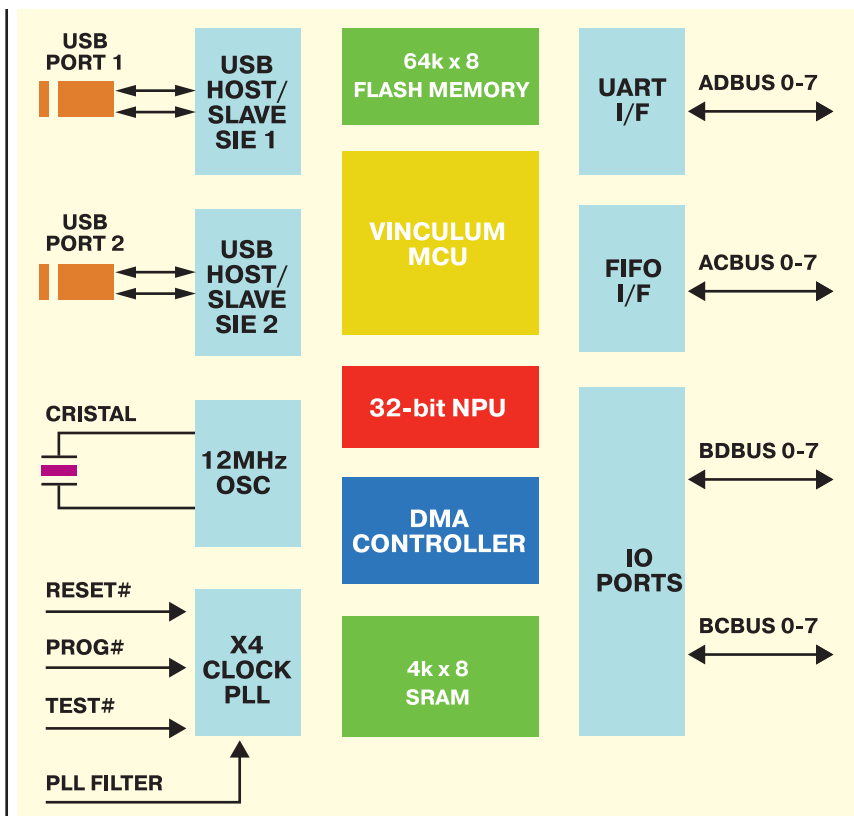 USB
PORT 1
USB
HOST/
SLAVE
SIE 1
64k x 8
FLASH MEMORY
UART
I/F
ADBUS 0-7
USB
PORT 2
USB
HOST/
SLAVE
SIE 2
VINCULUM
MCU
FIFO
I/F
ACBUS 0-7
CRISTAL
12MHz
OSC
32-bit NPU
DMA
CONTROLLER
IO
PORTS
BDBUS 0-7
BCBUS 0-7
RESET#
PROG#
TEST#
PLL FILTER
X4
CLOCK
PLL
4k x 8
SRAM